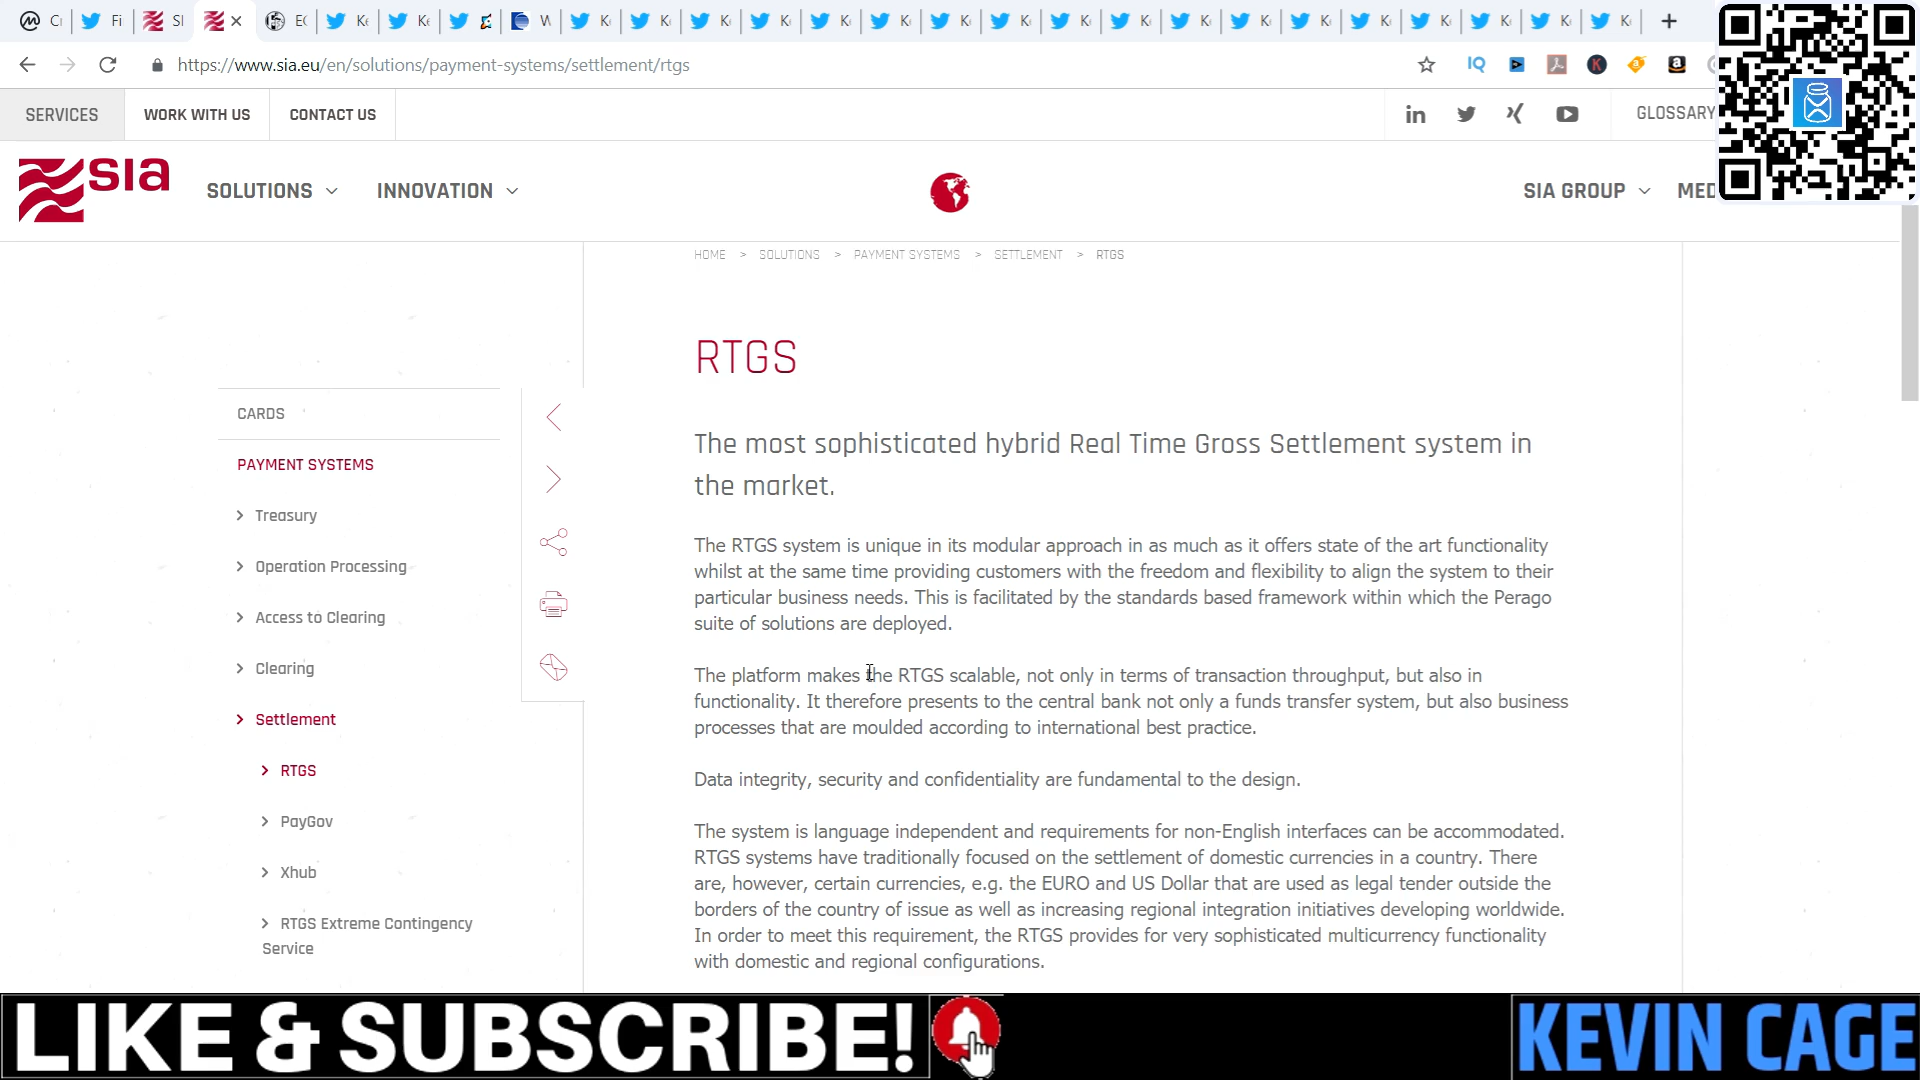 Fi
SI
EC
Ke
Ke
W
https://www.sia.eu/en/solutions/payment-systems/settlement/rtgs
IQ
SERVICES
WORK WITH US
CONTACT US
GLOSSARY
sia
SOLUTIONS
INNOVATION
SIA GROUP
MED
HOME > SOLUTIONS > PAYMENT SYSTEMS > SETTLEMENT > RTGS
RTGS
The most sophisticated hybrid Real Time Gross Settlement system in
the market.
CARDS
PAYMENT SYSTEMS
Treasury
Operation Processing
Access to Clearing
Clearing
Settlement
RTGS
PayGov
Xhub
RTGS Extreme Contingency
Service
The RTGS system is unique in its modular approach in as much as it offers state of the art functionality
whilst at the same time providing customers with the freedom and flexibility to align the system to their
particular business needs. This is facilitated by the standards based framework within which the Perago
suite of solutions are deployed.
The platform makes the RTGS scalable, not only in terms of transaction throughput, but also in
functionality. It therefore presents to the central bank not only a funds transfer system, but also business
processes that are moulded according to international best practice.
Data integrity, security and confidentiality are fundamental to the design.
The system is language independent and requirements for non-English interfaces can be accommodated.
RTGS systems have traditionally focused on the settlement of domestic currencies in a country. There
are, however, certain currencies, e.g. the EURO and US Dollar that are used as legal tender outside the
borders of the country of issue as well as increasing regional integration initiatives developing worldwide.
In order to meet this requirement, the RTGS provides for very sophisticated multicurrency functionality
with domestic and regional configurations.
LIKE & SUBSCRIBE!
KEVIN CAGE